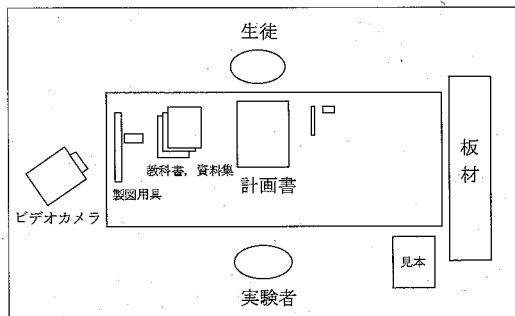 生徒
教科書，資料集
製図用具
計画書
板材
ビデオカメラ
見本
実験者